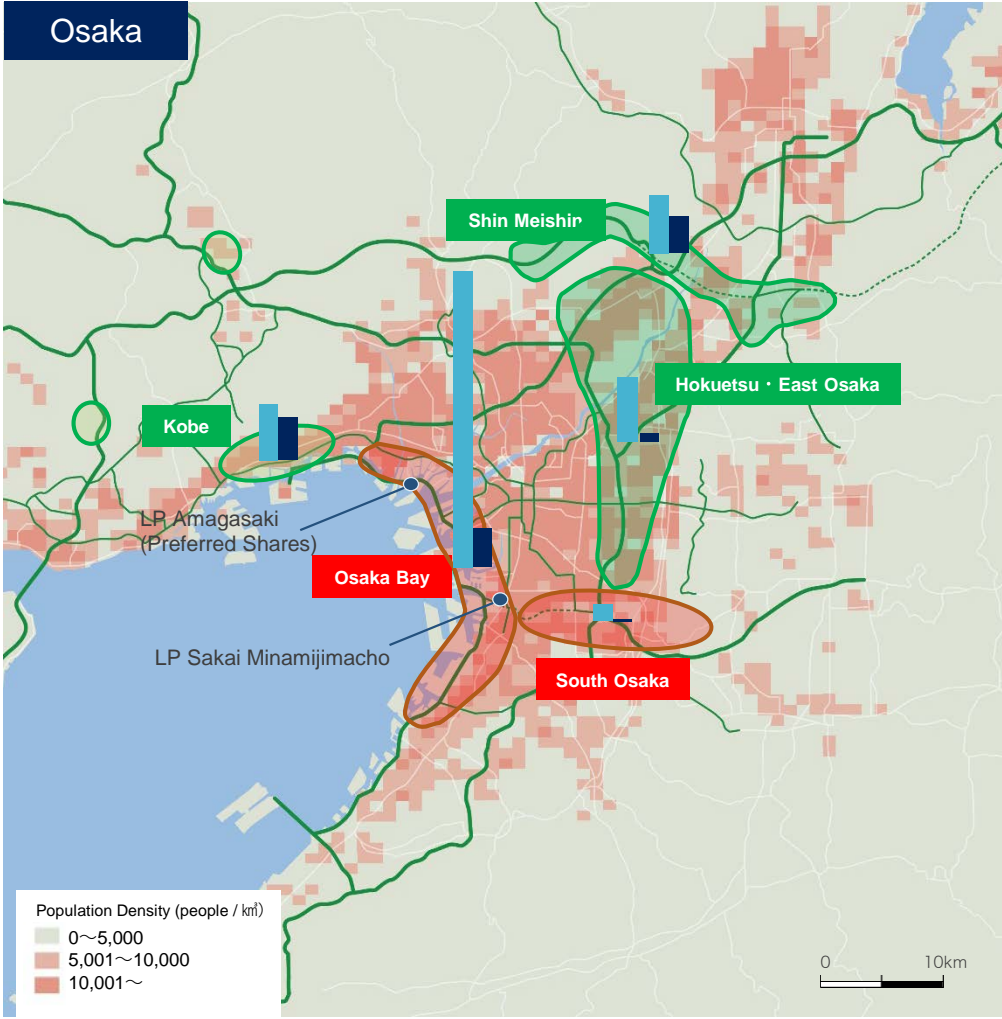 Osaka
Shin Meishin
Hokuetsu・East Osaka
Kobe
LP Amagasaki
(Preferred Shares)
Osaka Bay
LP Sakai Minamijimacho
South Osaka
Population Density (people / ㎢)
0～5,000
5,001～10,000
10,001～
0 10km